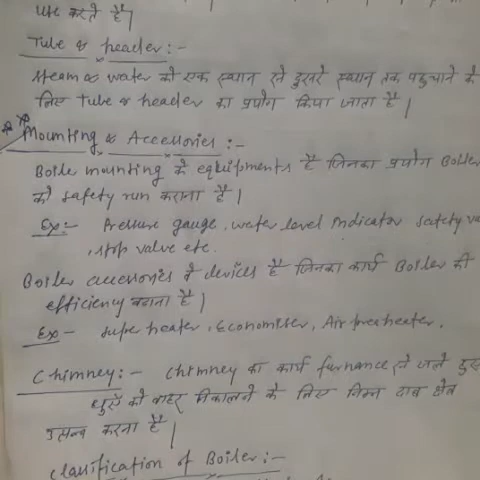 use करते है|
Tube & header:-
steam & water को एक स्थान से दुसरे स्थान तक पहुचाने के
लिए Tube & header का प्रयोग किया जाता है|
Mounting & Accessories:-
Boiler mounting वे equipments है जिनका प्रयोग Boiler
को safety run कराना है|
Ex:- Pressure gauge, water level Indicator safety va
, stop valve etc.
Boiler accessories वे devices है जिनका कार्य Boiler की
efficiency बढाना है|
Ex - super heater, Economiser, Air preheater.
Chimney:- Chimney का कार्य furnance से जले हुए
धुएँ को बाहर निकालने के लिए निम्न दाब क्षेत्र
उत्पन्न करना है|
Classification of Boiler:-